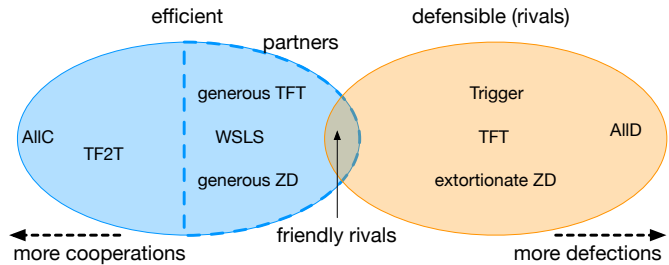 efficient
defensible (rivals)
partners
generous TFT
Trigger
AllC
TF2T
WSLS
TFT
AllD
generous ZD
extortionate ZD
friendly rivals
more cooperations
more defections